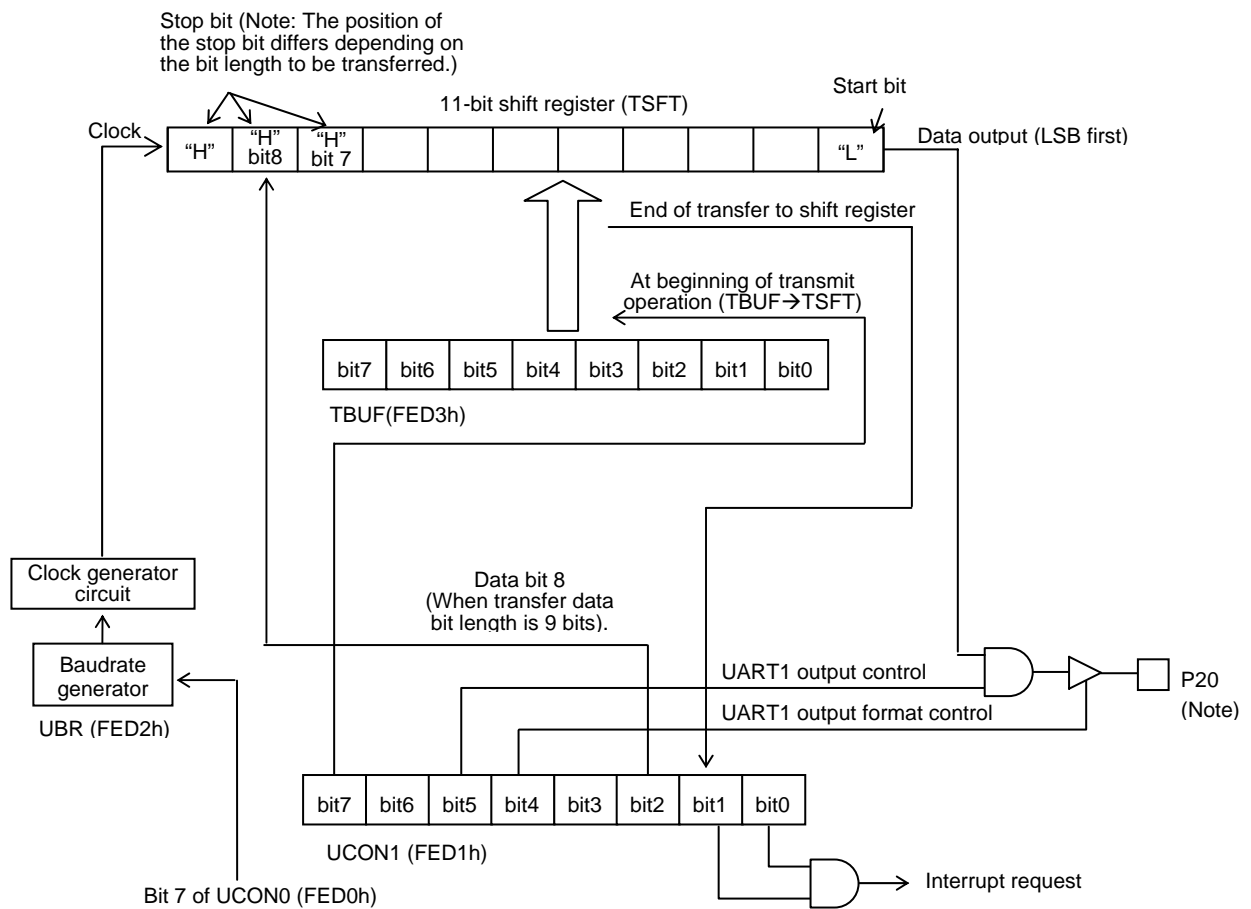 Stop bit (Note: The position of
the stop bit differs depending on
the bit length to be transferred.)
11-bit shift register (TSFT)
Start bit
Clock
“H”
“H”
bit8
“H”
bit 7
“L”
Data output (LSB first)
End of transfer to shift register
At beginning of transmit
operation (TBUF→TSFT)
bit7 bit6 bit5 bit4 bit3 bit2 bit1 bit0
TBUF(FED3h)
Clock generator
circuit
Data bit 8
(When transfer data
bit length is 9 bits).
Baudrate
generator
UBR (FED2h)
UART1 output control
P20
(Note)
UART1 output format control
bit7 bit6 bit5 bit4 bit3 bit2 bit1 bit0
UCON1 (FED1h)
Interrupt request
Bit 7 of UCON0 (FED0h)